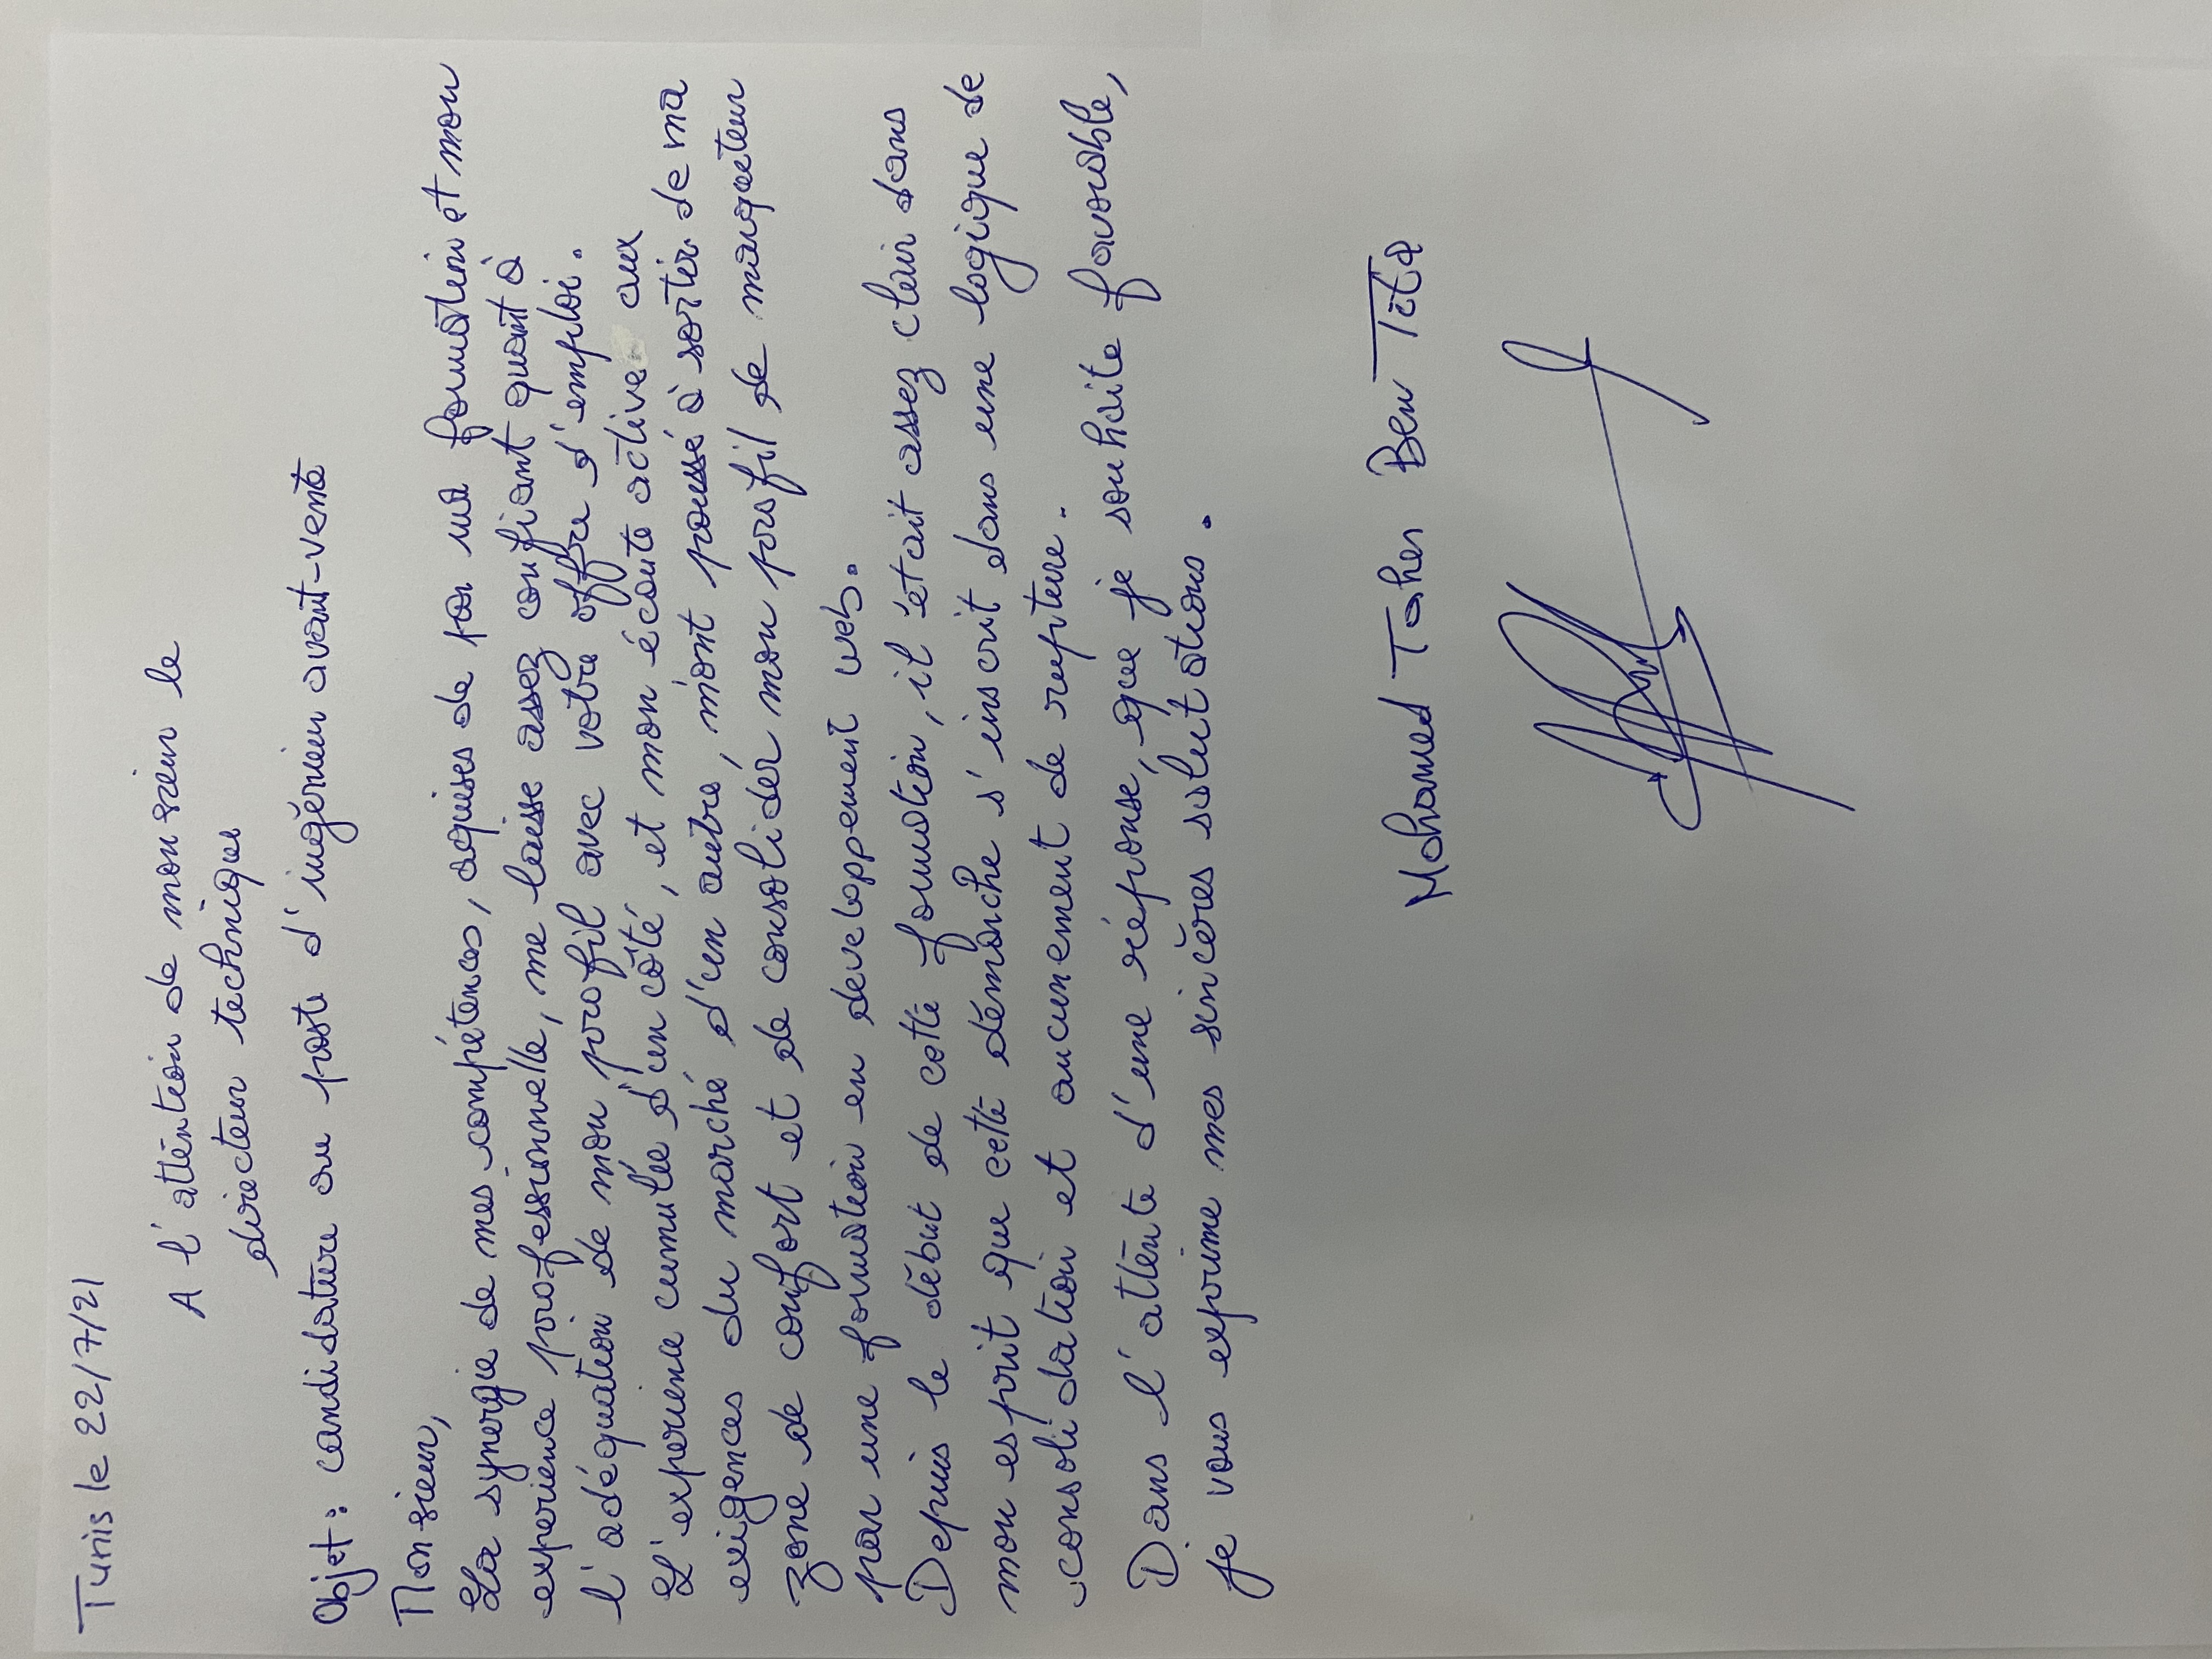 Tunis le 22/7/21
A l'attention de monsieur le
directeur technique
Objet : candidature au poste d'ingénieur avant-vente
Monsieur,
La synergie de mes compétences, aquises de par ma formation et mon
experience professionnelle, me laisse assez confiant quant à
l'adéquation de mon profil avec votre offre d'emploi.
L'experience cumulée d'un côté, et mon écoute active aux
exigences du marché d'un autre, m'ont poussé à sortir de ma
zone de confort et de consolider mon profil de marqueteur
par une formation en developpement web.
Depuis le début de cette formation, il était assez clair dans
mon esprit que cette démarche s'inscrit dans une logique de
consolidation et aucunement de rupture.
Dans l'attente d'une réponse, que je souhaite favorable,
je vous exprime mes sincères salutations.
Mohamed Taher Ben Tita